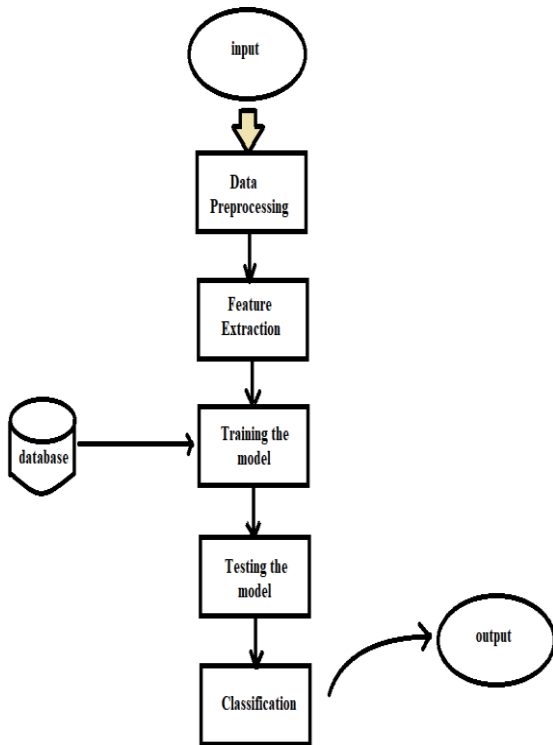 input
Data
Preprocessing
Feature
Extraction
Training the
model
database
Testing the
model
output
Classification